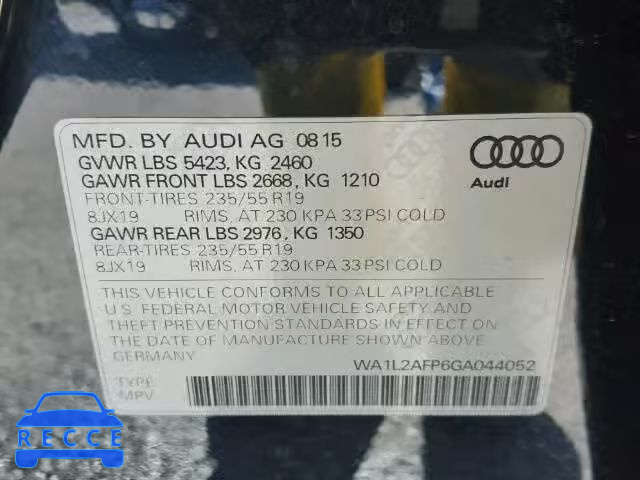 MFD. BY AUDI AG 08 15
GVWR LBS 5423, KG 2460
GAWR FRONT LBS 2668, KG 1210
FRONT-TIRES 235/55 R19
8JX19 RIMS, AT 230 KPA 33 PSI COLD
GAWR REAR LBS 2976, KG 1350
REAR-TIRES 235/55 R19
8JX19 RIMS, AT 230 KPA 33 PSI COLD
Audi
THIS VEHICLE CONFORMS TO ALL APPLICABLE
U.S. FEDERAL MOTOR VEHICLE SAFETY AND
THEFT PREVENTION STANDARDS IN EFFECT ON
THE DATE OF MANUFACTURE SHOWN ABOVE.
GERMANY
WA1L2AFP6GA044052
TYPE:
MPV
RECCE